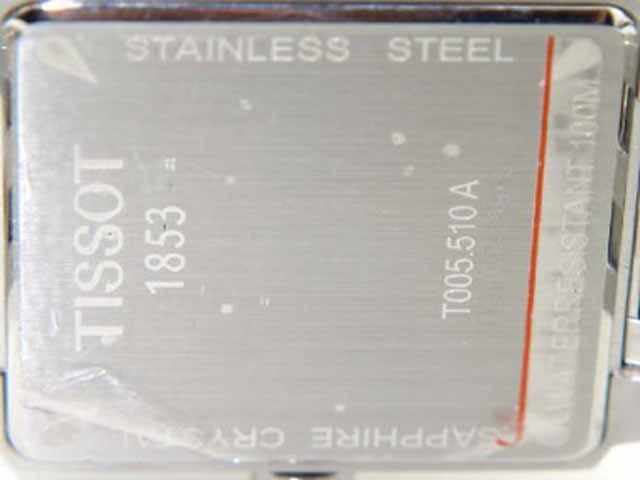 STAINLESS STEEL
TISSOT
1853
T005.510 A
WATER RESISTANT 100M
SAPPHIRE CRYSTAL